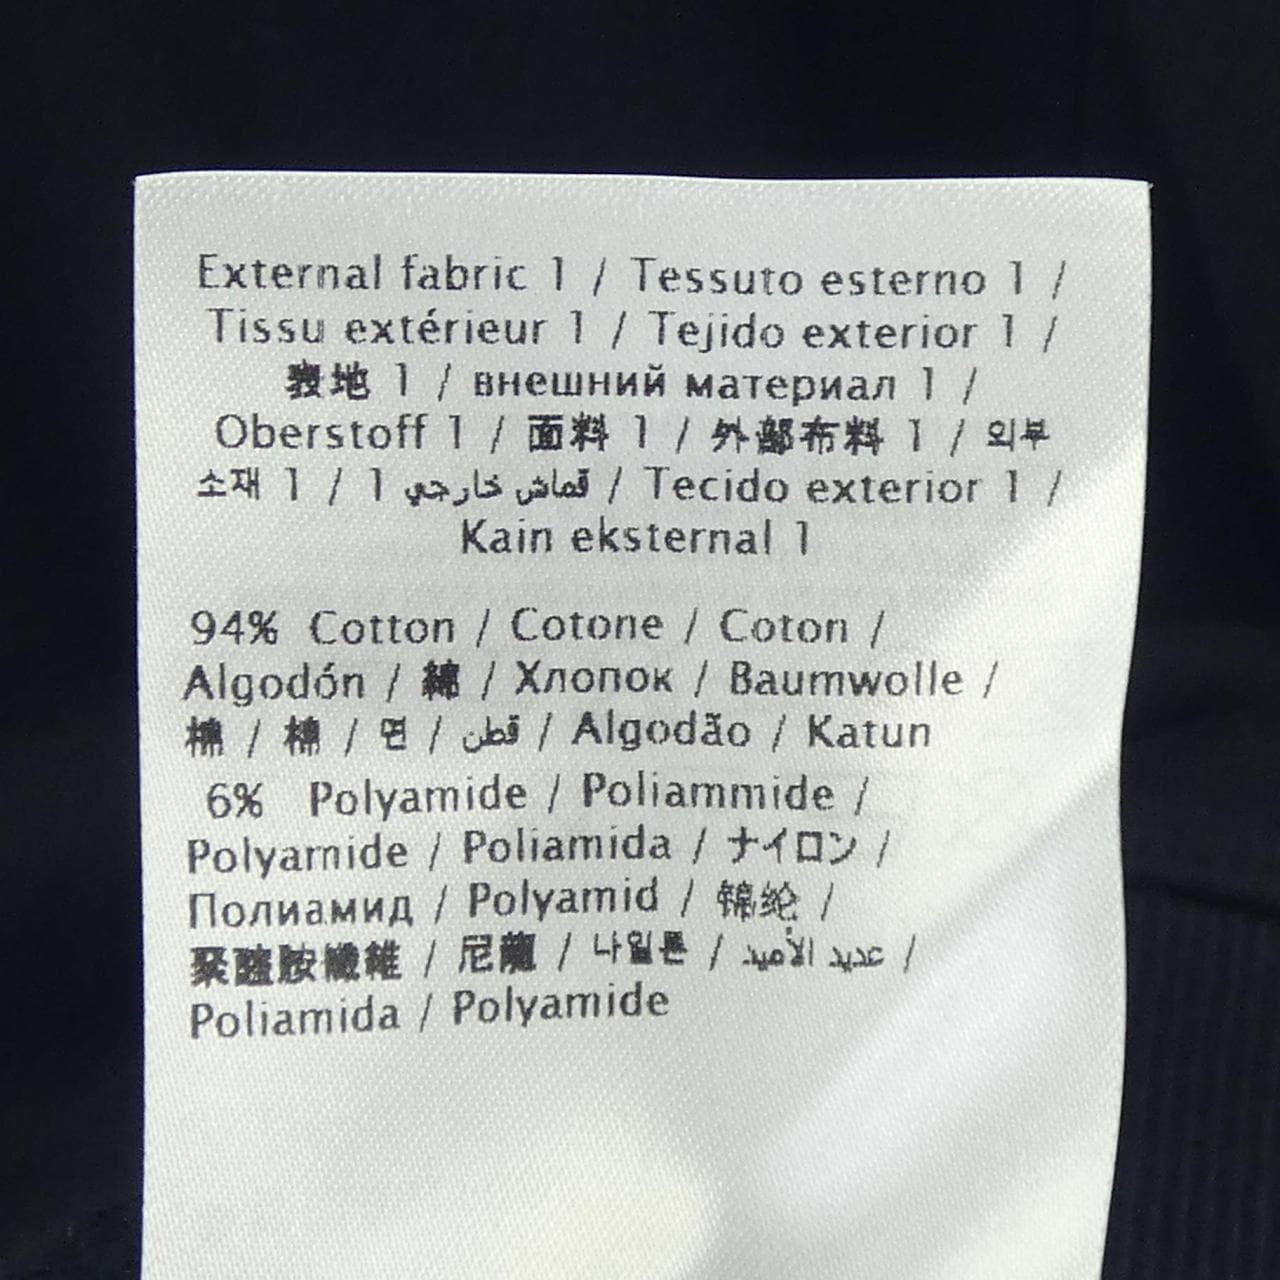 External fabric 1 / Tessuto esterno 1 /
Tissu extérieur 1 / Tejido exterior 1 /
表地 1 / внешний материал 1 /
Oberstoff 1 / 面料 1 / 外部布料 1 / 외부
소재 1 / 1 قماش خارجي / Tecido exterior 1 /
Kain eksternal 1
94% Cotton / Cotone / Coton /
Algodón / 綿 / Хлопок / Baumwolle /
棉 / 棉 / 면 / قطن / Algodão / Katun
6% Polyamide / Poliammide /
Polyamide / Poliamida / ナイロン /
Полиамид / Polyamid / 锦纶 /
聚醯胺纖維 / 尼龍 / 나일론 / عديد الأميد /
Poliamida / Polyamide